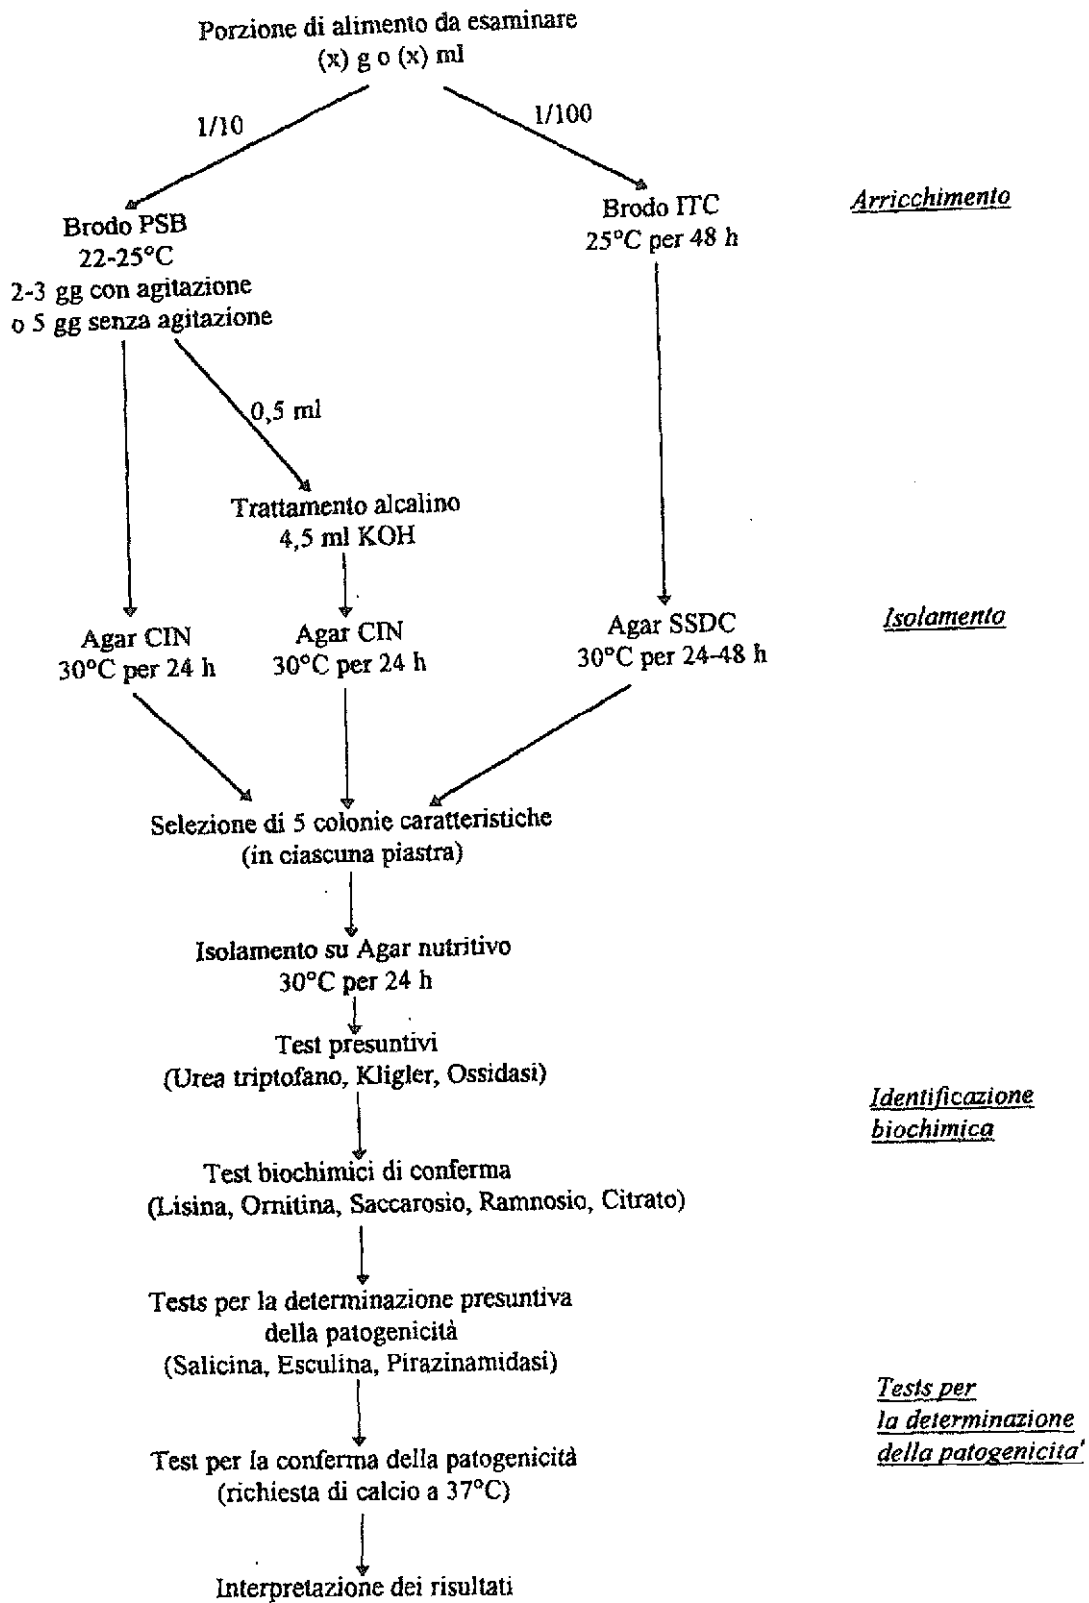 Porzione di alimento da esaminare
(x) g o (x) ml
1/10
1/100
Arricchimento
Brodo PSB
22-25°C
2-3 gg con agitazione
o 5 gg senza agitazione
Brodo ITC
25°C per 48 h
0,5 ml
Trattamento alcalino
4,5 ml KOH
Isolamento
Agar CIN
30°C per 24 h
Agar CIN
30°C per 24 h
Agar SSDC
30°C per 24-48 h
Selezione di 5 colonie caratteristiche
(in ciascuna piastra)
Isolamento su Agar nutritivo
30°C per 24 h
Test presuntivi
(Urea triptofano, Kligler, Ossidasi)
Identificazione
biochimica
Test biochimici di conferma
(Lisina, Ornitina, Saccarosio, Ramnosio, Citrato)
Tests per la determinazione presuntiva
della patogenicità
(Salicina, Esculina, Pirazinamidasi)
Tests per
la determinazione
della patogenicita'
Test per la conferma della patogenicità
(richiesta di calcio a 37°C)
Interpretazione dei risultati